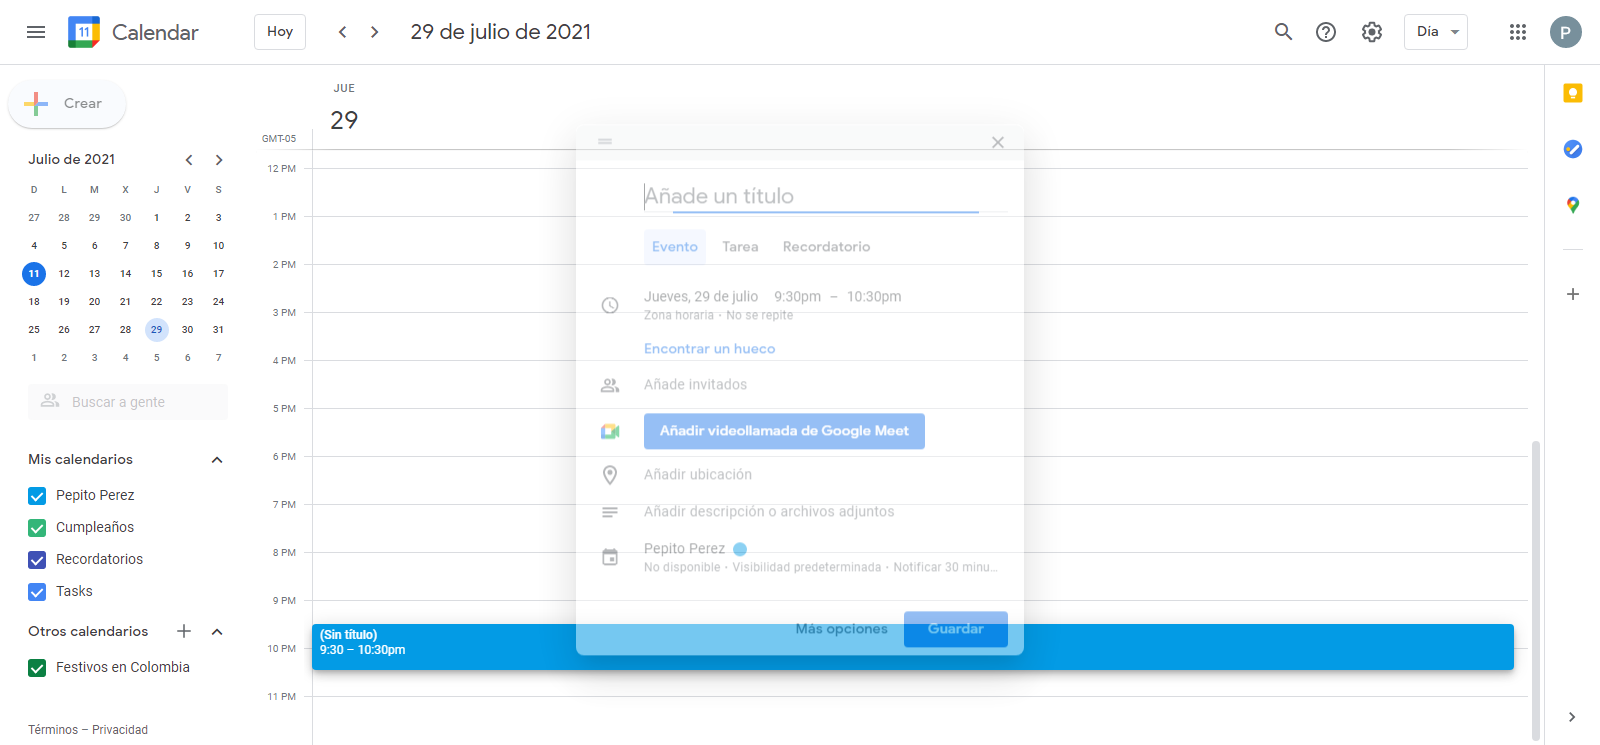 11 Calendar Hoy 29 de julio de 2021 Día P
Crear
Julio de 2021
D L M X J V S
27 28 29 30 1 2 3
4 5 6 7 8 9 10
11 12 13 14 15 16 17
18 19 20 21 22 23 24
25 26 27 28 29 30 31
1 2 3 4 5 6 7
Buscar a gente
Mis calendarios
Pepito Perez
Cumpleaños
Recordatorios
Tasks
Otros calendarios
Festivos en Colombia
Términos – Privacidad
JUE
29
GMT-05
12 PM
1 PM
2 PM
3 PM
4 PM
5 PM
6 PM
7 PM
8 PM
9 PM
10 PM
11 PM
(Sin título)
9:30 – 10:30pm
Añade un título
Evento Tarea Recordatorio
Jueves, 29 de julio 9:30pm – 10:30pm
Zona horaria · No se repite
Encontrar un hueco
Añade invitados
Añadir videollamada de Google Meet
Añadir ubicación
Añadir descripción o archivos adjuntos
Pepito Perez
No disponible · Visibilidad predeterminada · Notificar 30 minu...
Más opciones Guardar